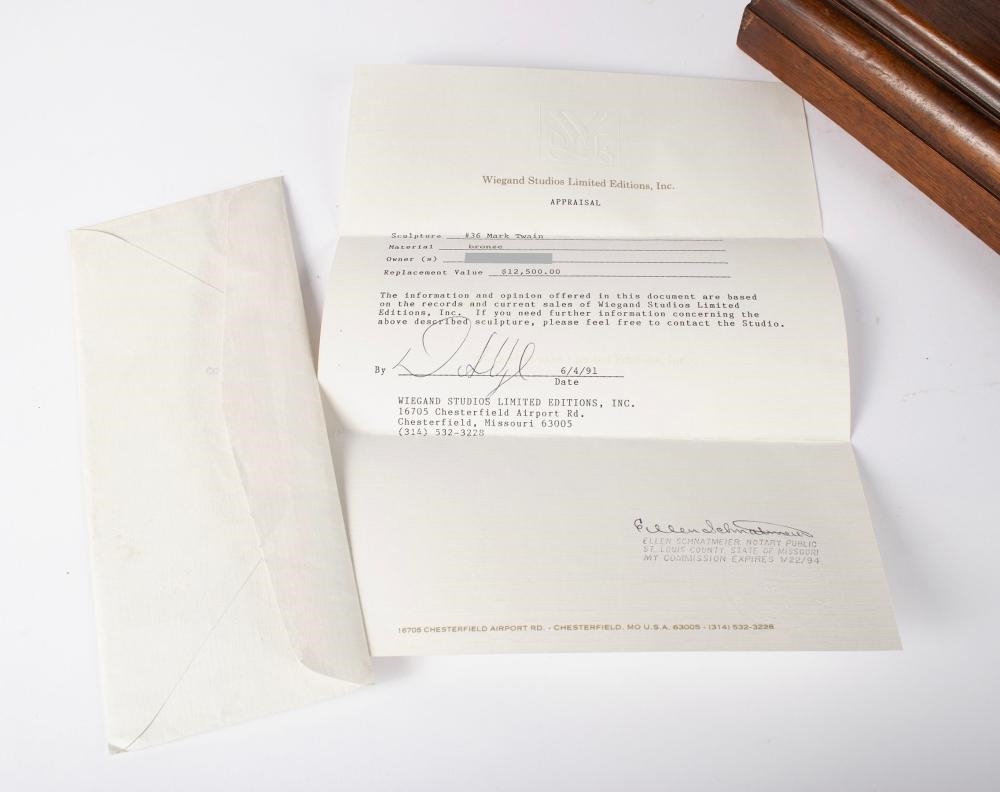 Wiegand Studios Limited Editions, Inc.
APPRAISAL
Sculpture #36 Mark Twain
Material bronze
Owner (s)
Replacement Value $12,500.00
The information and opinion offered in this document are based
on the records and current sales of Wiegand Studios Limited
Editions, Inc. If you need further information concerning the
above described sculpture, please feel free to contact the Studio.
By 6/4/91
Date
WIEGAND STUDIOS LIMITED EDITIONS, INC.
16705 Chesterfield Airport Rd.
Chesterfield, Missouri 63005
(314) 532-3228
Ellen Schnatmeier
ELLEN SCHNATMEIER, NOTARY PUBLIC
ST. LOUIS COUNTY, STATE OF MISSOURI
MY COMMISSION EXPIRES 1/22/94
16705 CHESTERFIELD AIRPORT RD. - CHESTERFIELD, MO U.S.A. 63005 - (314) 532-3228